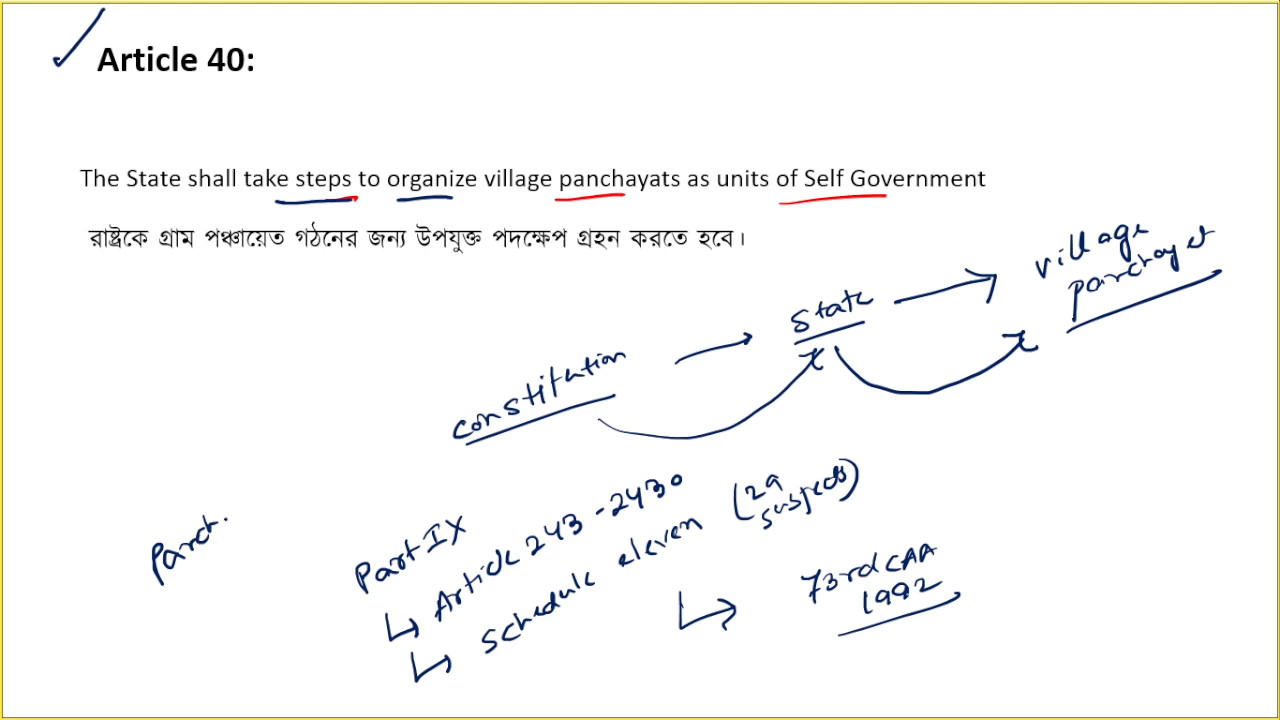 Article 40:
The State shall take steps to organize village panchayats as units of Self Government
রাষ্ট্রকে গ্রাম পঞ্চায়েত গঠনের জন্য উপযুক্ত পদক্ষেপ গ্রহন করতে হবে।
village
panchayet
state
constitution
Panct.
Part IX
Article 243 - 243O
Schedule eleven (29
subjects)
73rd CAA
1992